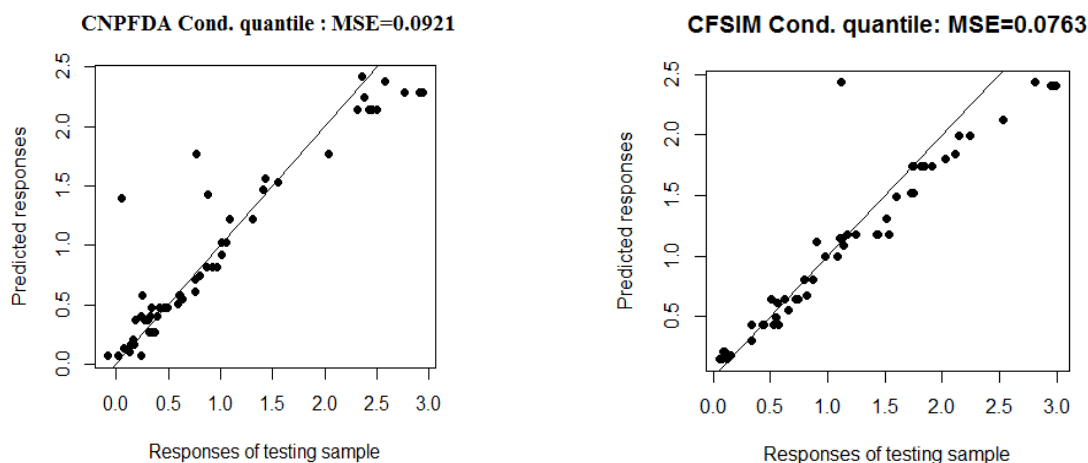 CNPFDA Cond. quantile : MSE=0.0921
2.5
2.0
1.5
1.0
0.5
0.0
Predicted responses
0.0 0.5 1.0 1.5 2.0 2.5 3.0
Responses of testing sample
CFSIM Cond. quantile: MSE=0.0763
2.5
2.0
1.5
1.0
0.5
Predicted responses
0.0 0.5 1.0 1.5 2.0 2.5 3.0
Responses of testing sample